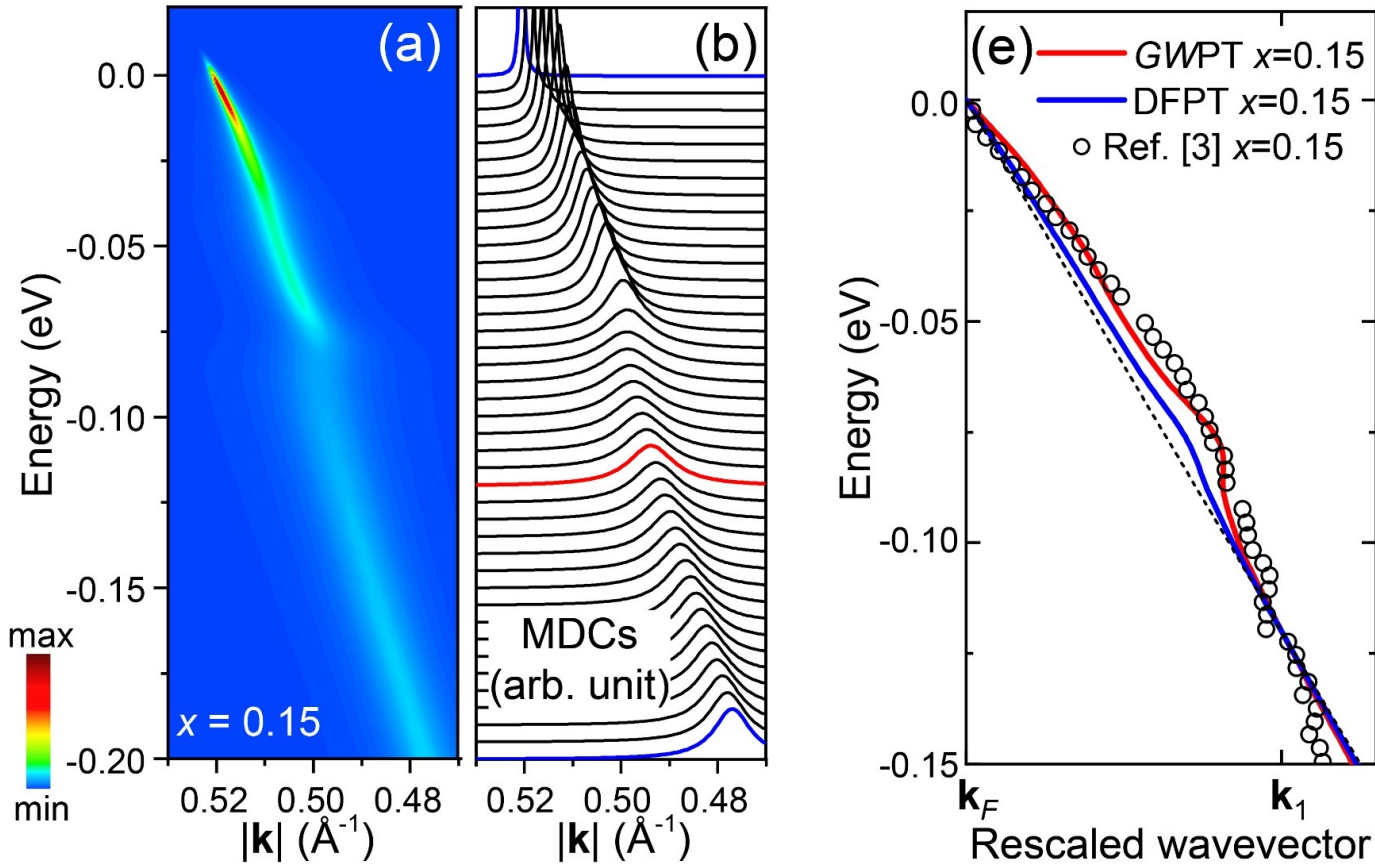 (a)
(b)
(e)
GWPT x=0.15
DFPT x=0.15
Ref. [3] x=0.15
0.0
-0.05
-0.10
-0.15
-0.20
Energy (eV)
max
min
x = 0.15
MDCs
(arb. unit)
0.52 0.50 0.48
|k| (Å-1)
0.52 0.50 0.48
|k| (Å-1)
0.0
-0.05
-0.10
-0.15
Energy (eV)
kF k1
Rescaled wavevector